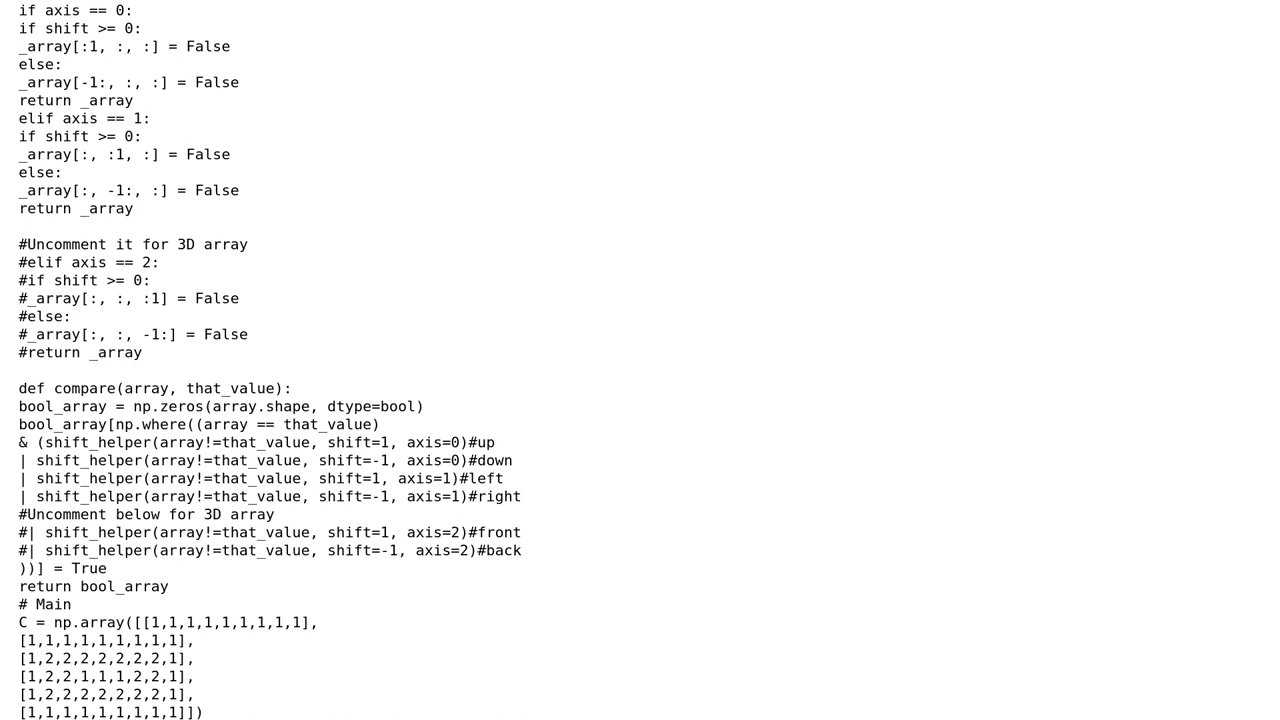 if axis == 0:
if shift >= 0:
_array[:1, :, :] = False
else:
_array[-1:, :, :] = False
return _array
elif axis == 1:
if shift >= 0:
_array[:, :1, :] = False
else:
_array[:, -1:, :] = False
return _array

#Uncomment it for 3D array
#elif axis == 2:
#if shift >= 0:
#_array[:, :, :1] = False
#else:
#_array[:, :, -1:] = False
#return _array

def compare(array, that_value):
bool_array = np.zeros(array.shape, dtype=bool)
bool_array[np.where((array == that_value)
& (shift_helper(array!=that_value, shift=1, axis=0)#up
| shift_helper(array!=that_value, shift=-1, axis=0)#down
| shift_helper(array!=that_value, shift=1, axis=1)#left
| shift_helper(array!=that_value, shift=-1, axis=1)#right
#Uncomment below for 3D array
#| shift_helper(array!=that_value, shift=1, axis=2)#front
#| shift_helper(array!=that_value, shift=-1, axis=2)#back
))] = True
return bool_array
# Main
C = np.array([[1,1,1,1,1,1,1,1,1],
[1,1,1,1,1,1,1,1,1],
[1,2,2,2,2,2,2,2,1],
[1,2,2,1,1,1,2,2,1],
[1,2,2,2,2,2,2,2,1],
[1,1,1,1,1,1,1,1,1]])